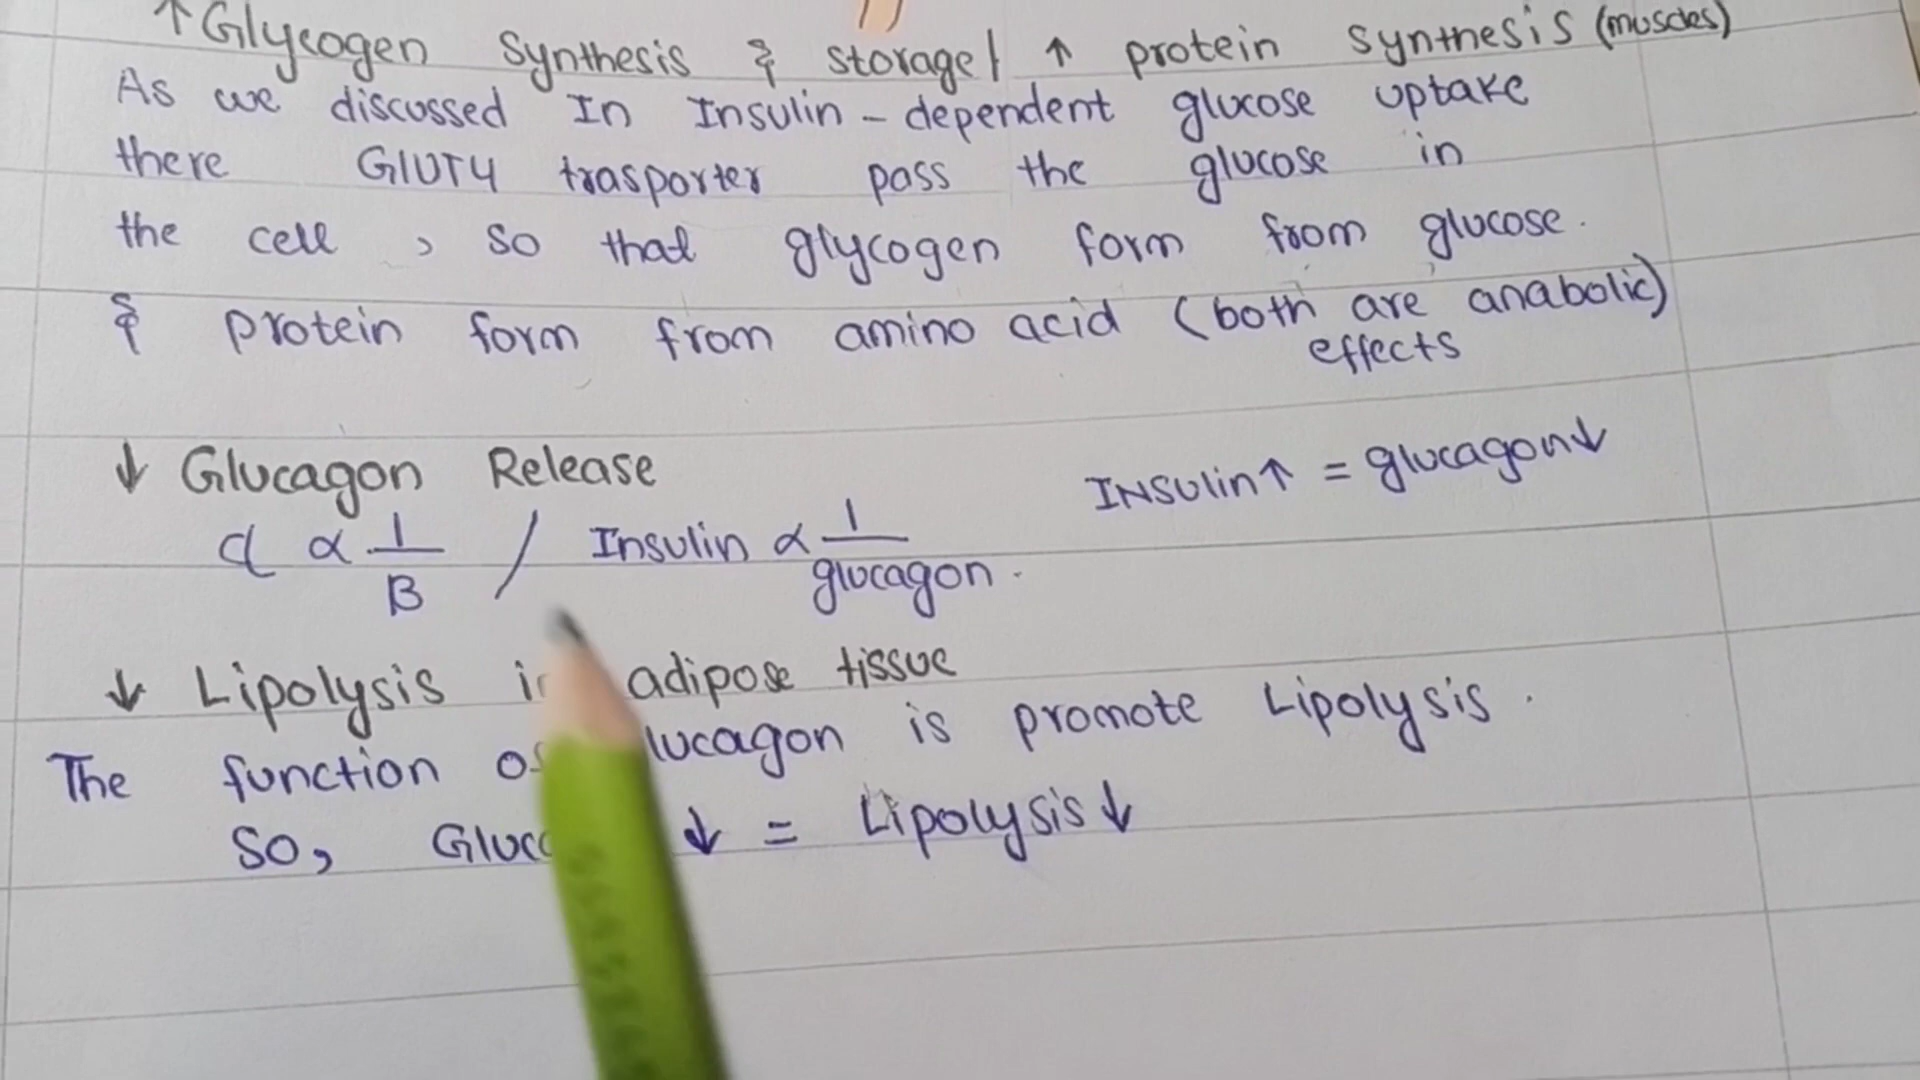 ↑ Glycogen Synthesis & storage | ↑ protein synthesis (muscles)
As we discussed In Insulin - dependent glucose uptake
there GLUT4 trasporter pass the glucose in
the cell , so that glycogen form from glucose.
& protein form from amino acid (both are anabolic)
effects
↓ Glucagon Release
α ∝ 1/B / Insulin ∝ 1/glucagon.
INSUlin↑ = glucagon↓
↓ Lipolysis adipose tissue
The function is promote Lipolysis.
So, ↓ = Lipolysis↓